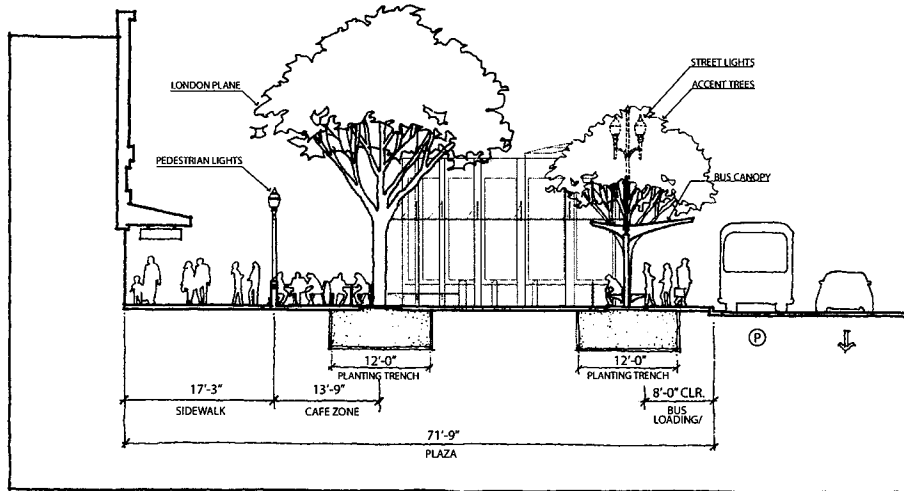 STREET LIGHTS
LONDON PLANE
ACCENT TREES
PEDESTRIAN LIGHTS
BUS CANOPY
P
12'-0"
PLANTING TRENCH
12'-0"
PLANTING TRENCH
17'-3"
SIDEWALK
13'-9"
CAFE ZONE
8'-0" CLR.
BUS
LOADING/
71'-9"
PLAZA